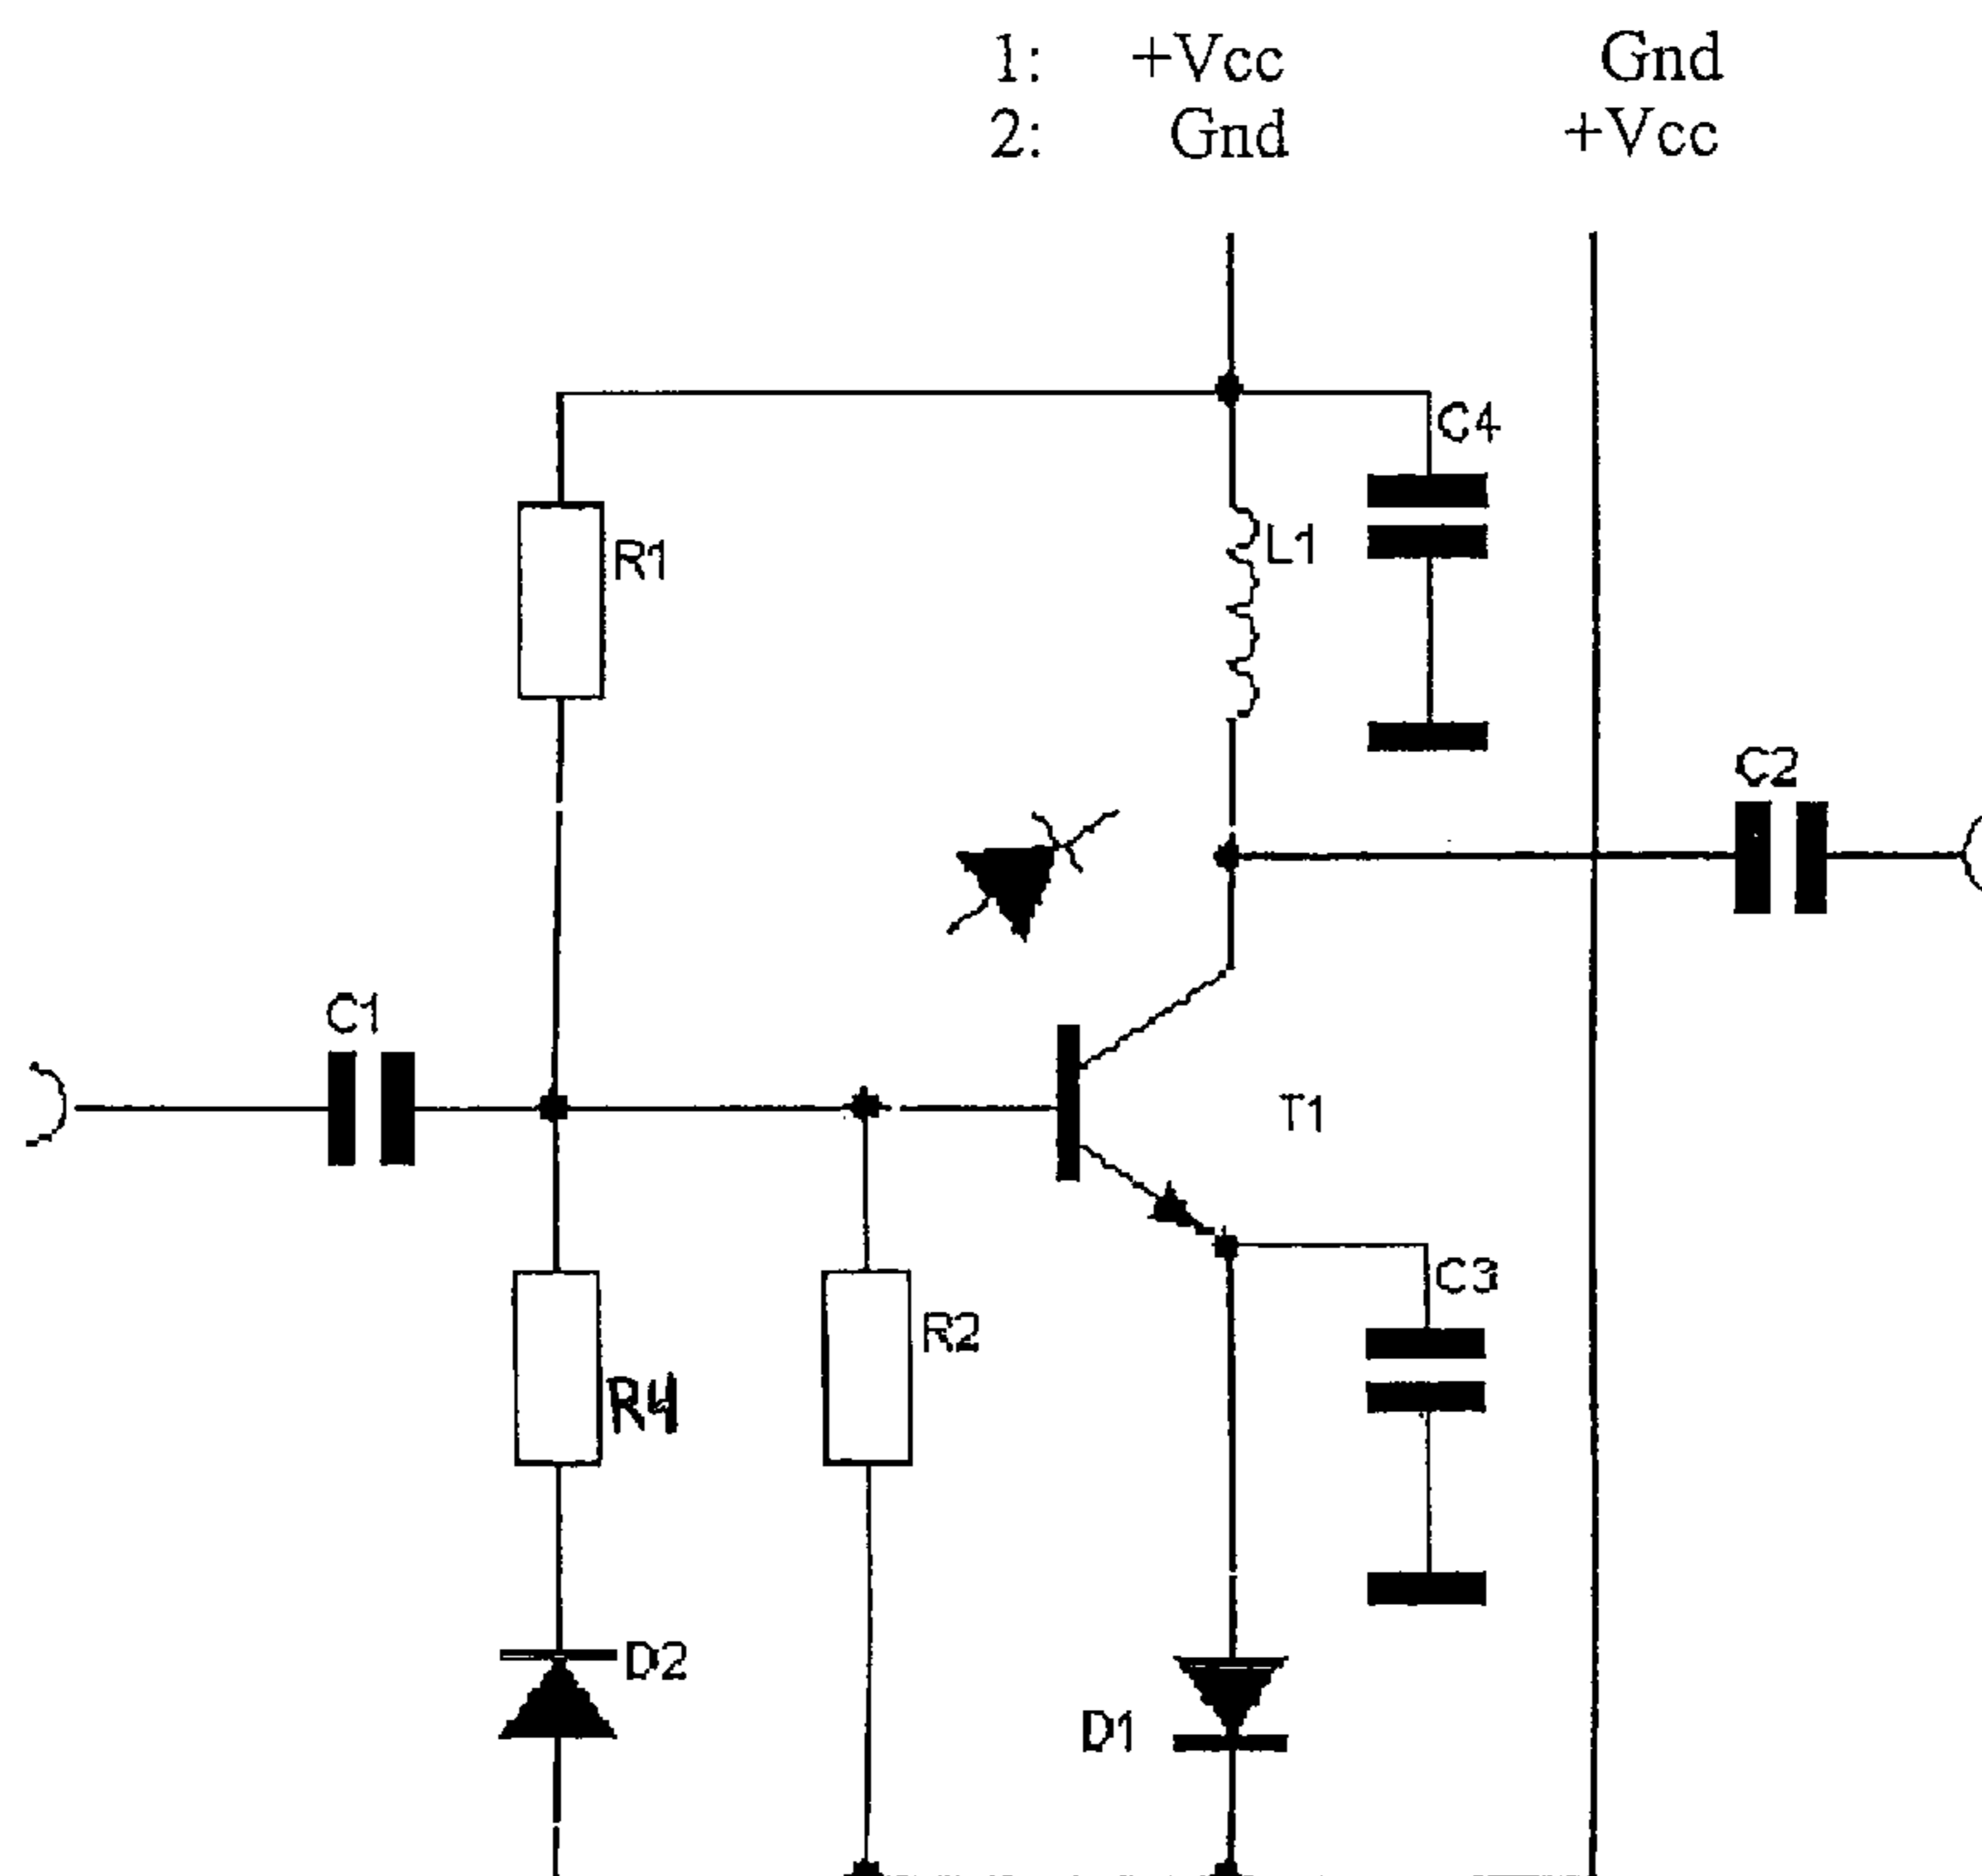 1: +Vcc Gnd
2: Gnd +Vcc
C4
R1
L1
C2
C1
T1
C3
R2
R4
D2
D1